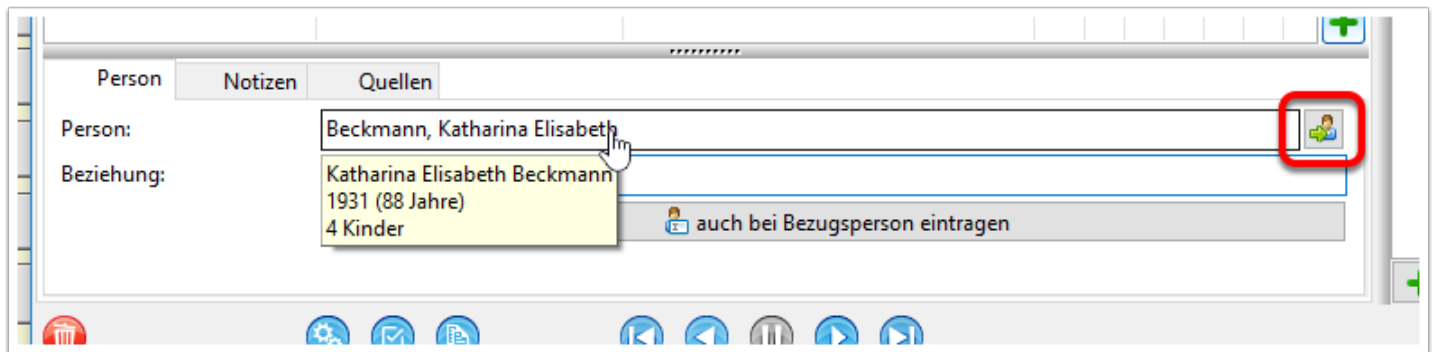 Person Notizen Quellen
Person: Beckmann, Katharina Elisabeth
Beziehung:
Katharina Elisabeth Beckmann
1931 (88 Jahre)
4 Kinder
auch bei Bezugsperson eintragen